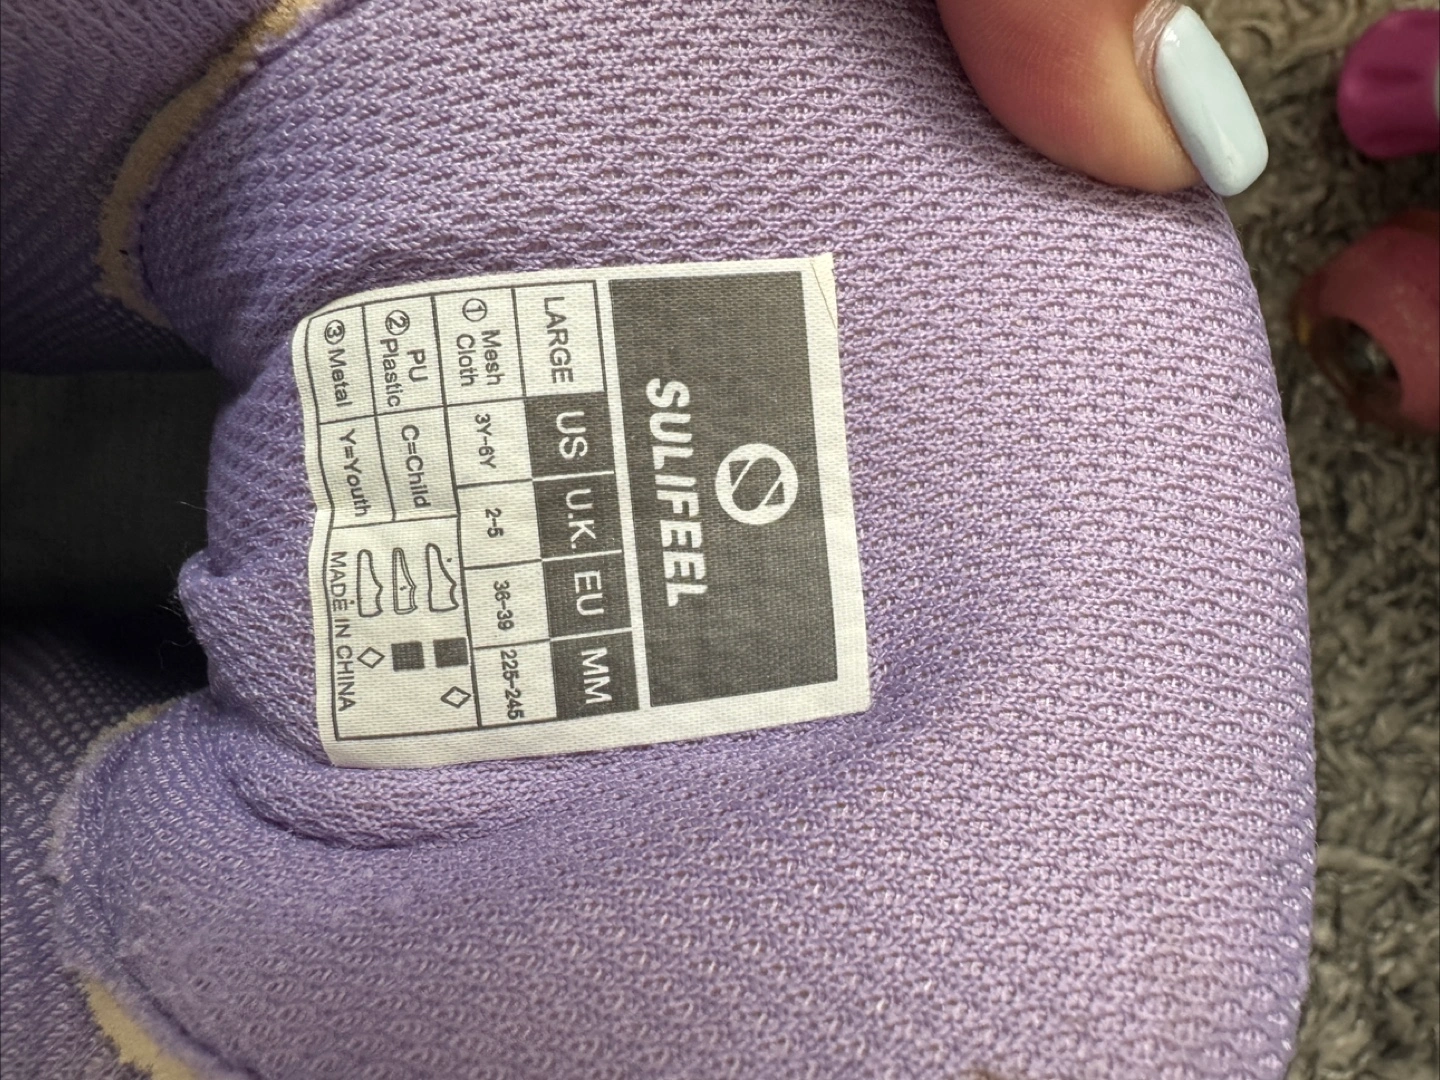 SULIFEEL
LARGE US U.K. EU MM
① Mesh Cloth 3Y-6Y 2-5 36-39 225-245
② PU Plastic C=Child
③ Metal Y=Youth
MADE IN CHINA